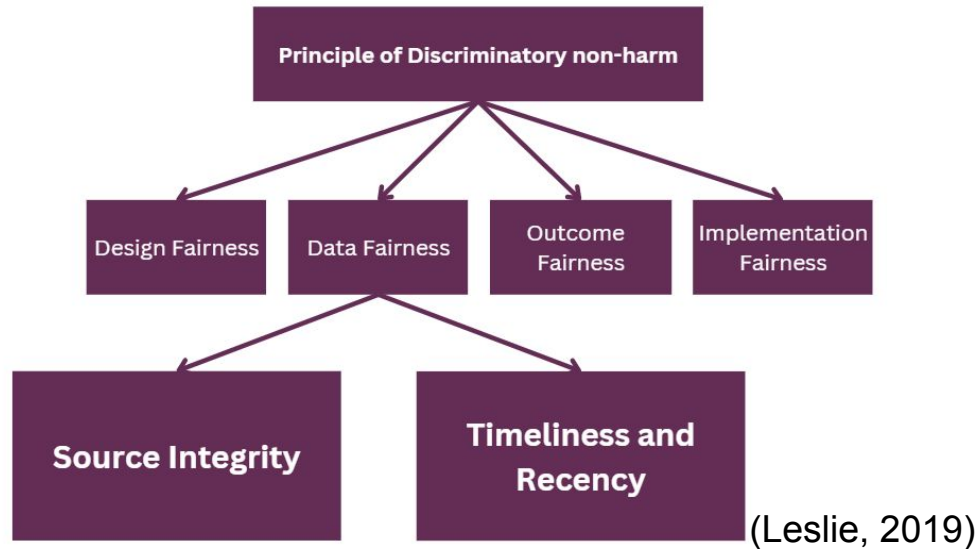 Principle of Discriminatory non-harm
Design Fairness
Data Fairness
Outcome
Fairness
Implementation
Fairness
Source Integrity
Timeliness and
Recency
(Leslie, 2019)